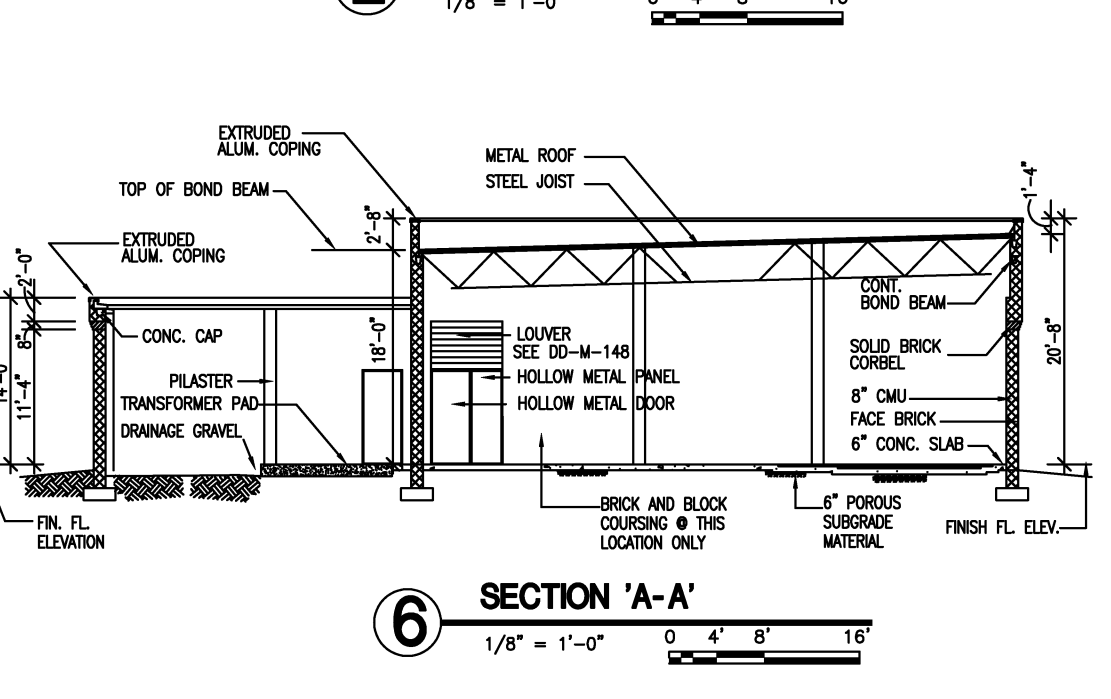 1/8" = 1'-0"
EXTRUDED
ALUM. COPING
TOP OF BOND BEAM
METAL ROOF
STEEL JOIST
1'-4"
2'-8"
EXTRUDED
ALUM. COPING
2'-0"
CONT.
BOND BEAM
CONC. CAP
8"
18'-0"
LOUVER
SEE DD-M-148
SOLID BRICK
CORBEL
20'-8"
PILASTER
HOLLOW METAL PANEL
11'-4"
TRANSFORMER PAD
HOLLOW METAL DOOR
8" CMU
FACE BRICK
DRAINAGE GRAVEL
6" CONC. SLAB
FIN. FL.
ELEVATION
BRICK AND BLOCK
COURSING @ THIS
LOCATION ONLY
6" POROUS
SUBGRADE
MATERIAL
FINISH FL. ELEV.
6
SECTION 'A-A'
1/8" = 1'-0"
0 4' 8' 16'